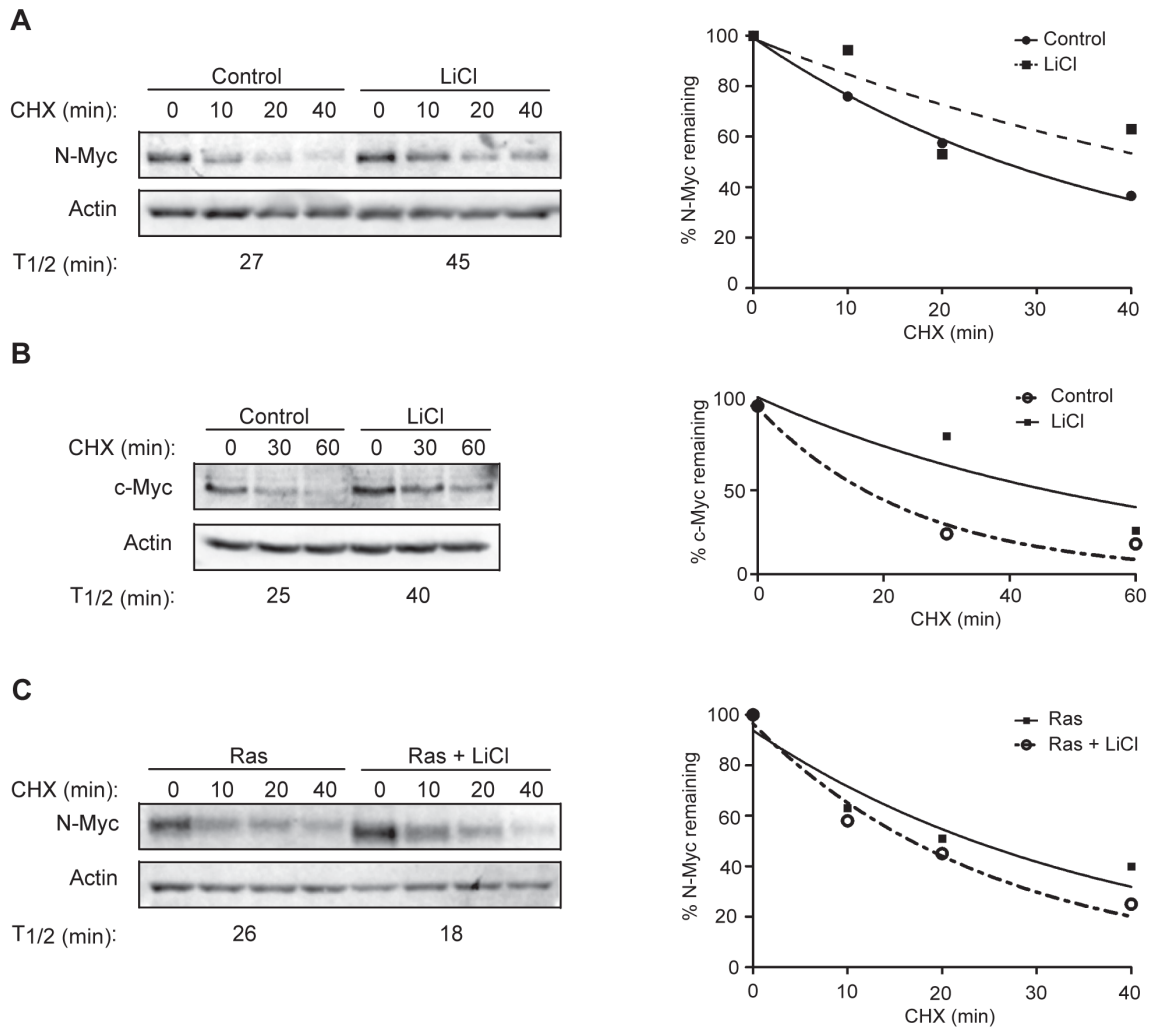 A
Control LiCl
CHX (min): 0 10 20 40 0 10 20 40
N-Myc
Actin
T1/2 (min): 27 45
% N-Myc remaining
100
80
60
40
20
0
0 10 20 30 40
CHX (min)
Control
LiCl
B
Control LiCl
CHX (min): 0 30 60 0 30 60
c-Myc
Actin
T1/2 (min): 25 40
% c-Myc remaining
100
50
0
0 20 40 60
CHX (min)
Control
LiCl
C
Ras Ras + LiCl
CHX (min): 0 10 20 40 0 10 20 40
N-Myc
Actin
T1/2 (min): 26 18
% N-Myc remaining
100
80
60
40
20
0
0 10 20 30 40
CHX (min)
Ras
Ras + LiCl